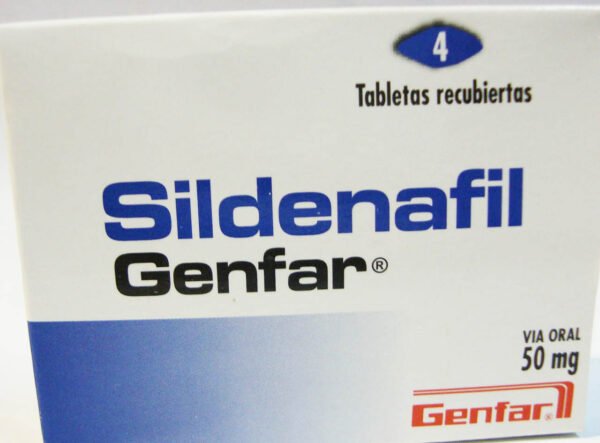 4
Tabletas recubiertas
Sildenafil
Genfar®
VIA ORAL
50 mg
Genfar®